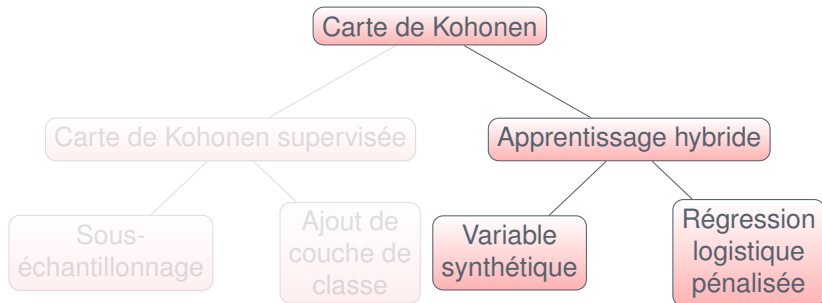 Carte de Kohonen
Carte de Kohonen supervisée
Apprentissage hybride
Sous-
échantillonnage
Ajout de
couche de
classe
Variable
synthétique
Régression
logistique
pénalisée